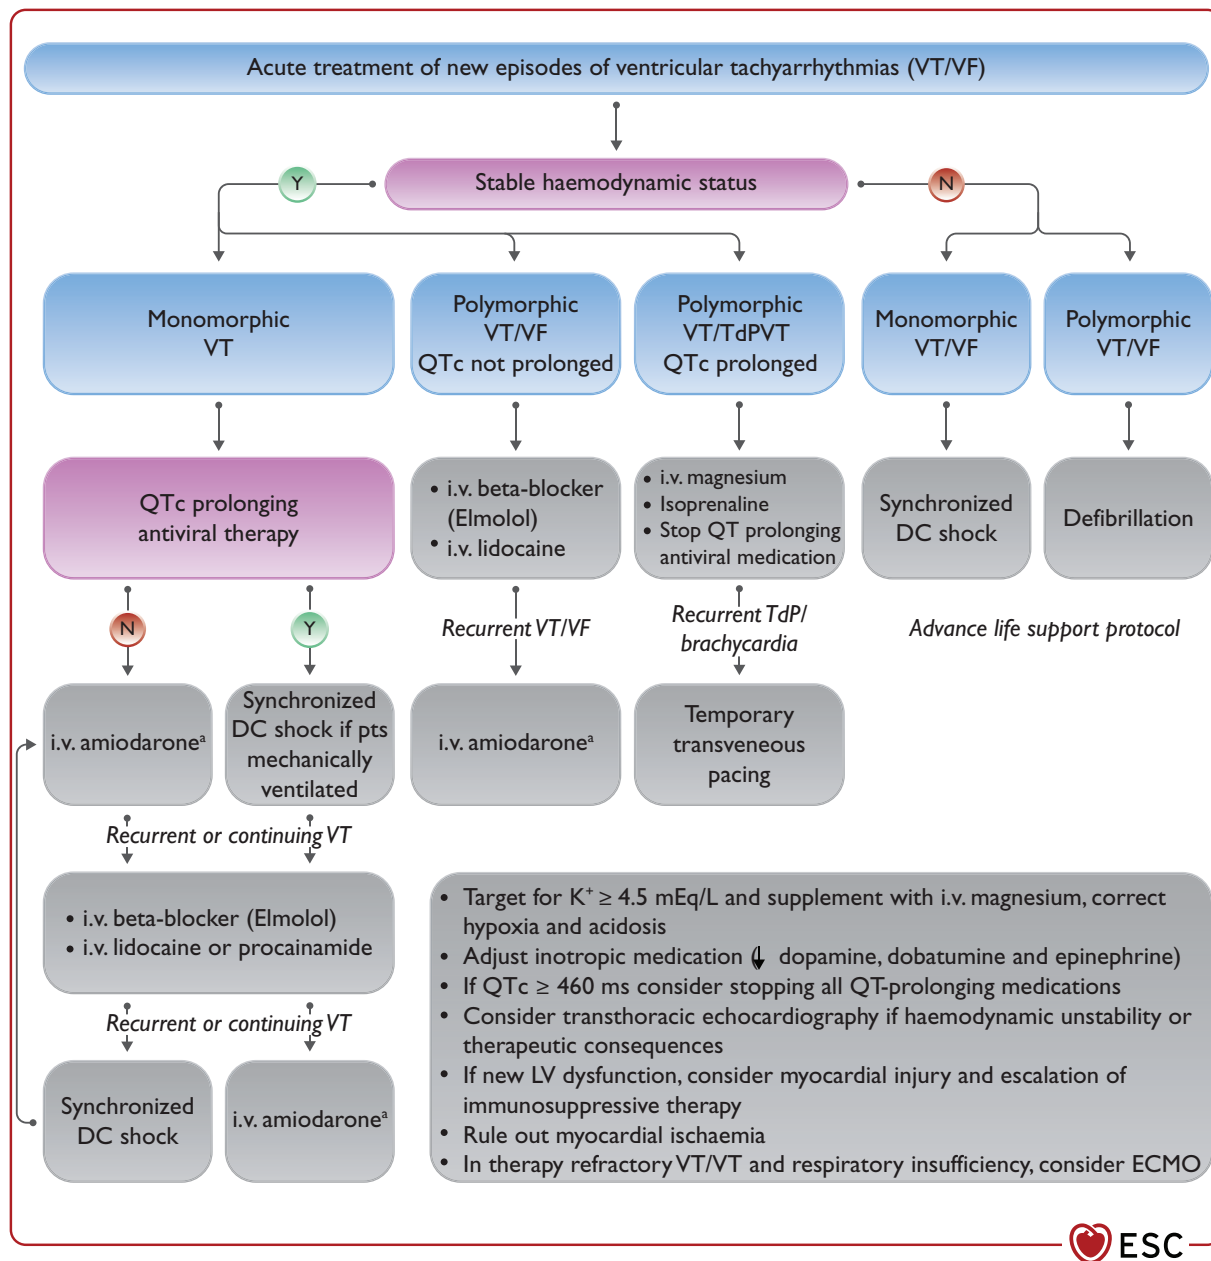 Acute treatment of new episodes of ventricular tachyarrhythmias (VT/VF)
Stable haemodynamic status
Y
N
Monomorphic
VT
Polymorphic
VT/VF
QTc not prolonged
Polymorphic
VT/TdPVT
QTc prolonged
Monomorphic
VT/VF
Polymorphic
VT/VF
QTc prolonging
antiviral therapy
• i.v. beta-blocker
(Elmolol)
• i.v. lidocaine
• i.v. magnesium
• Isoprenaline
• Stop QT prolonging
antiviral medication
Synchronized
DC shock
Defibrillation
N
Y
Recurrent VT/VF
Recurrent TdP/
brachycardia
Advance life support protocol
i.v. amiodaroneᵃ
Synchronized
DC shock if pts
mechanically
ventilated
i.v. amiodaroneᵃ
Temporary
transveneous
pacing
Recurrent or continuing VT
• i.v. beta-blocker (Elmolol)
• i.v. lidocaine or procainamide
Recurrent or continuing VT
Synchronized
DC shock
i.v. amiodaroneᵃ
• Target for K⁺ ≥ 4.5 mEq/L and supplement with i.v. magnesium, correct
hypoxia and acidosis
• Adjust inotropic medication (↓ dopamine, dobatumine and epinephrine)
• If QTc ≥ 460 ms consider stopping all QT-prolonging medications
• Consider transthoracic echocardiography if haemodynamic unstability or
therapeutic consequences
• If new LV dysfunction, consider myocardial injury and escalation of
immunosuppressive therapy
• Rule out myocardial ischaemia
• In therapy refractory VT/VT and respiratory insufficiency, consider ECMO
ESC